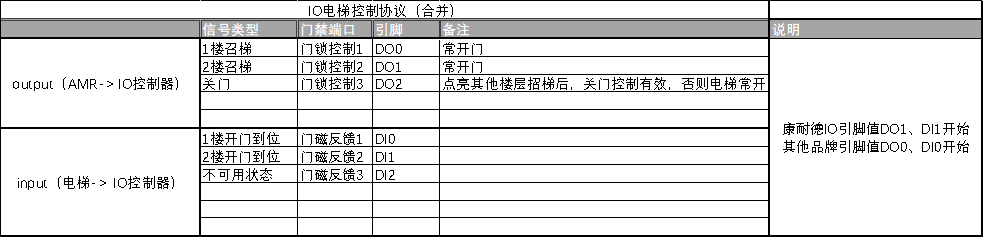 IO电梯控制协议（合并）
信号类型 门禁端口 引脚 备注 说明
output（AMR-> IO控制器）
1楼召梯 门锁控制1 DO0 常开门
2楼召梯 门锁控制2 DO1 常开门
关门 门锁控制3 DO2 点亮其他楼层招梯后，关门控制有效，否则电梯常开
input（电梯-> IO控制器）
1楼开门到位 门磁反馈1 DI0
2楼开门到位 门磁反馈2 DI1
不可用状态 门磁反馈3 DI2
康耐德IO引脚值DO1、DI1开始
其他品牌引脚值DO0、DI0开始